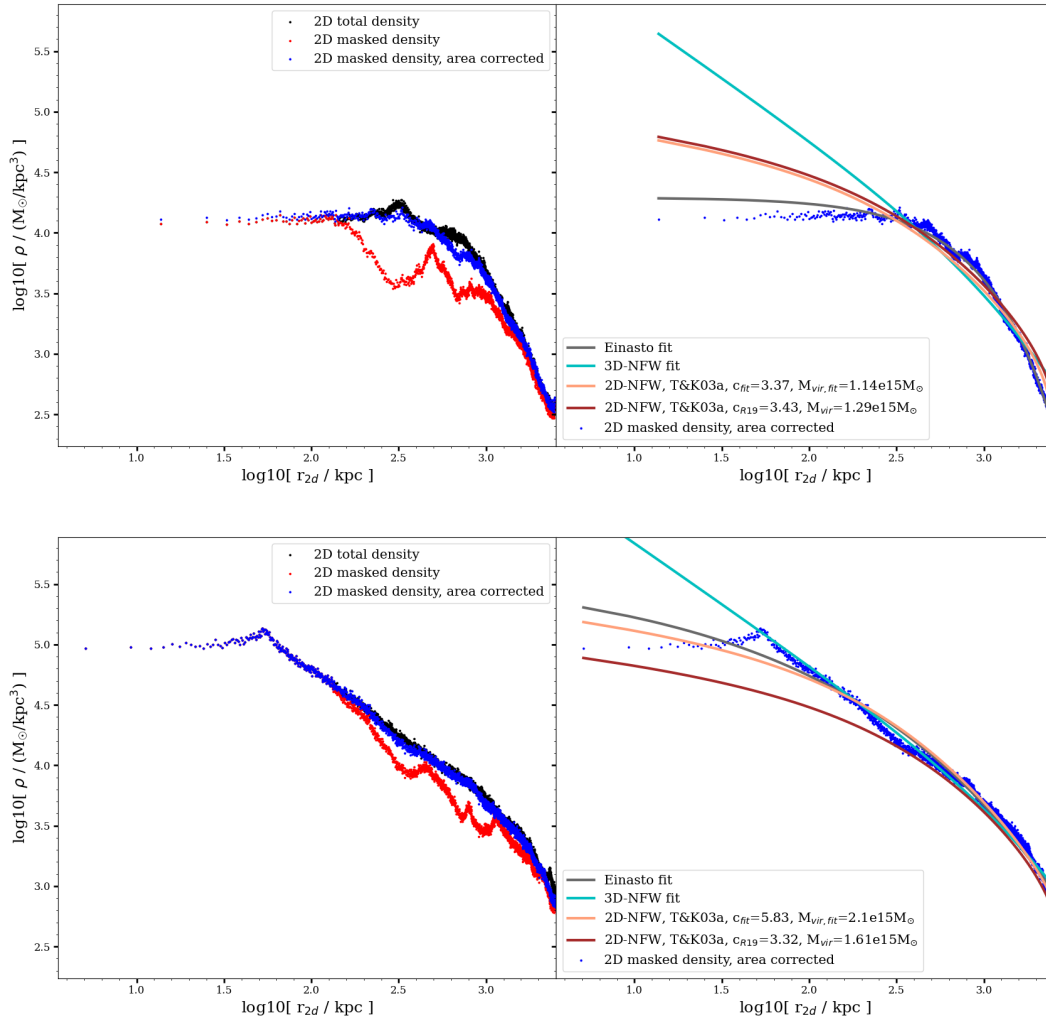 2D total density
2D masked density
2D masked density, area corrected
5.5
5.0
4.5
4.0
3.5
3.0
2.5
log10[ ρ / (M⊙/kpc³) ]
1.0 1.5 2.0 2.5 3.0
log10[ r2d / kpc ]
Einasto fit
3D-NFW fit
2D-NFW, T&K03a, cfit=3.37, Mvir,fit=1.14e15M⊙
2D-NFW, T&K03a, cR19=3.43, Mvir=1.29e15M⊙
2D masked density, area corrected
1.0 1.5 2.0 2.5 3.0
log10[ r2d / kpc ]
2D total density
2D masked density
2D masked density, area corrected
5.5
5.0
4.5
4.0
3.5
3.0
2.5
log10[ ρ / (M⊙/kpc³) ]
1.0 1.5 2.0 2.5 3.0
log10[ r2d / kpc ]
Einasto fit
3D-NFW fit
2D-NFW, T&K03a, cfit=5.83, Mvir,fit=2.1e15M⊙
2D-NFW, T&K03a, cR19=3.32, Mvir=1.61e15M⊙
2D masked density, area corrected
1.0 1.5 2.0 2.5 3.0
log10[ r2d / kpc ]